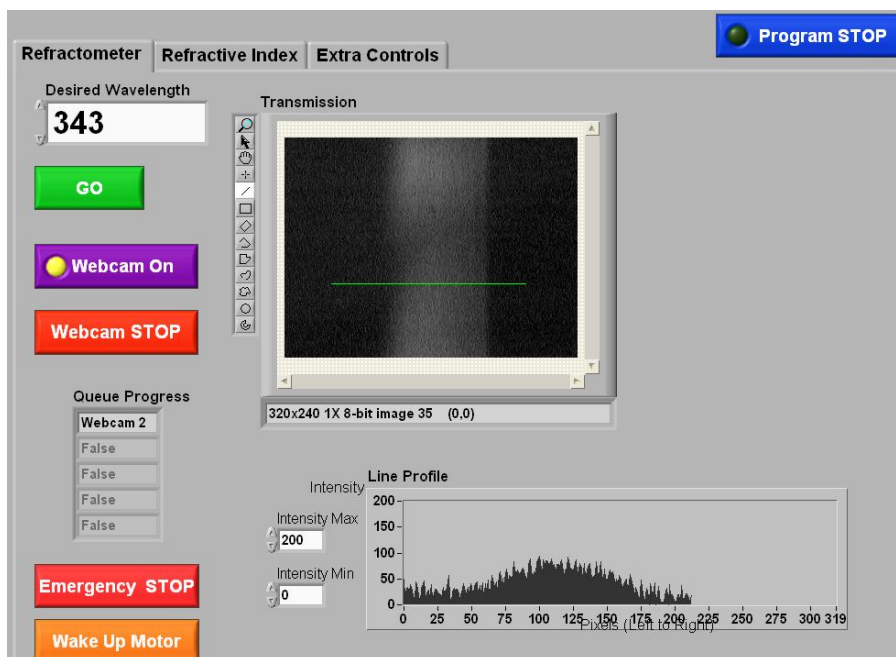 Program STOP
Refractometer Refractive Index Extra Controls
Desired Wavelength
343
GO
Webcam On
Webcam STOP
Queue Progress
Webcam 2
False
False
False
False
Emergency STOP
Wake Up Motor
Transmission
320x240 1X 8-bit image 35 (0,0)
Line Profile
Intensity
Intensity Max
200
Intensity Min
0
200
150
100
50
0
0 25 50 75 100 125 150 175 200 225 250 275 300 319
Pixels (Left to Right)